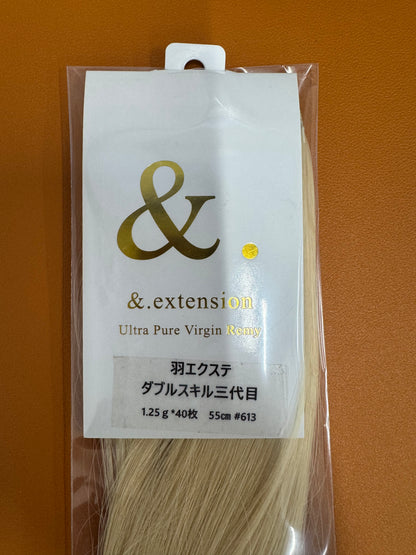 &.
&.extension
Ultra Pure Virgin Remy
羽エクステ
ダブルスキル三代目
1.25ｇ*40枚 55㎝ #613